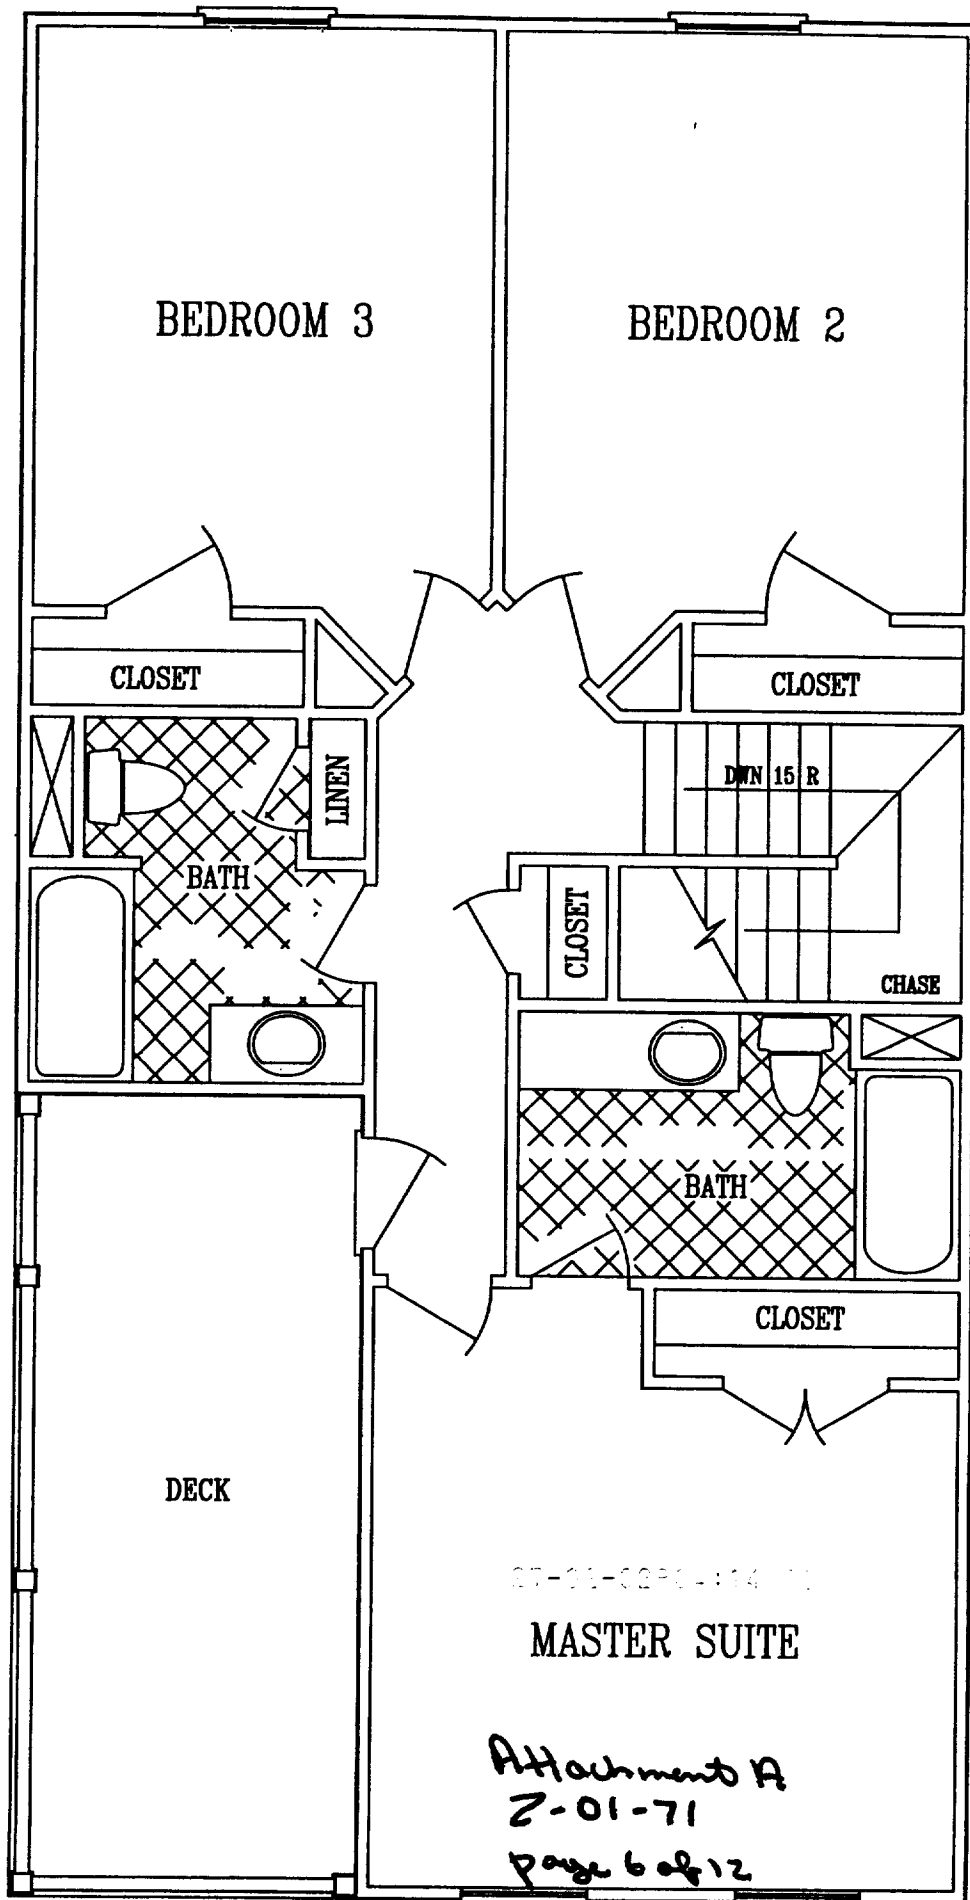 BEDROOM 3
BEDROOM 2
CLOSET
CLOSET
LINEN
DWN 15 R
BATH
CLOSET
CHASE
BATH
CLOSET
DECK
MASTER SUITE
Attachment A
Z-01-71
page 6 of 12